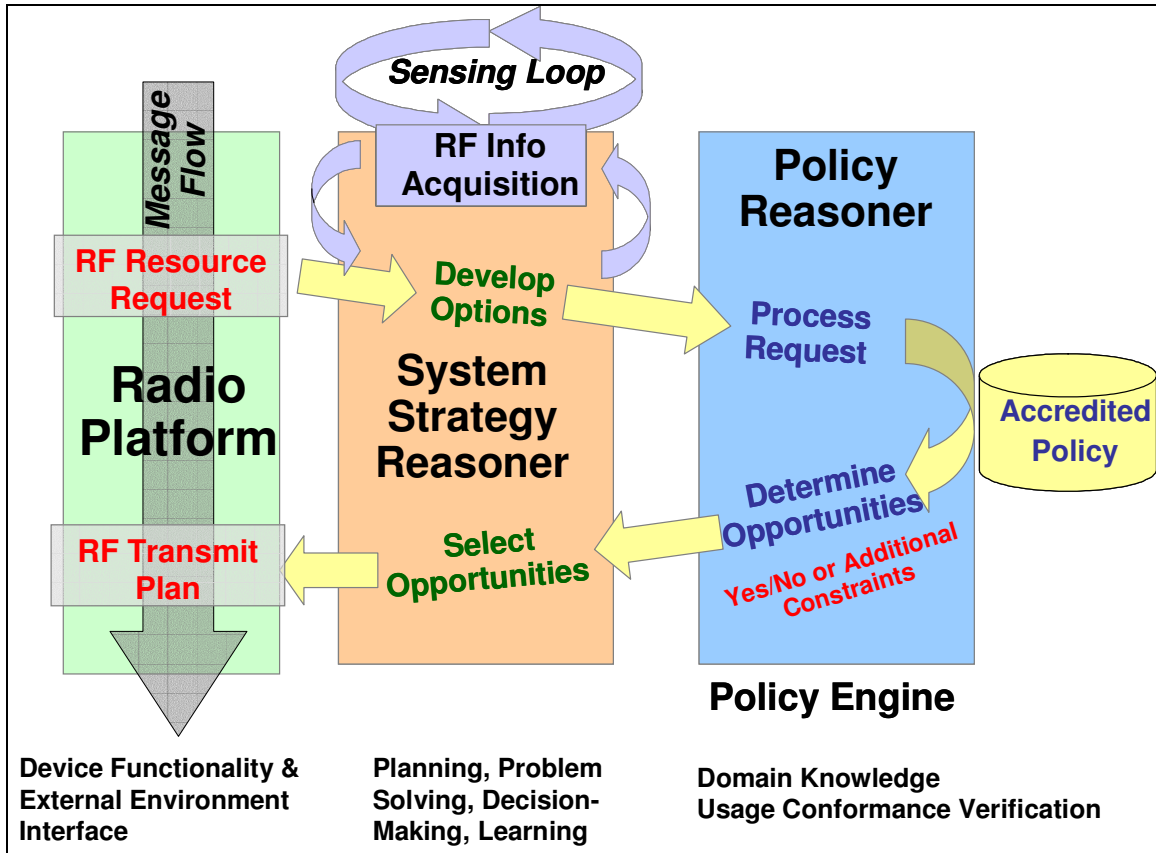 Sensing Loop
Message
Flow
RF Info
Acquisition
Policy
Reasoner
RF Resource
Request
Develop
Options
Process
Request
Radio
Platform
System
Strategy
Reasoner
Accredited
Policy
Determine
Opportunities
Yes/No or Additional
Constraints
Select
Opportunities
RF Transmit
Plan
Policy Engine
Device Functionality &
External Environment
Interface
Planning, Problem
Solving, Decision-
Making, Learning
Domain Knowledge
Usage Conformance Verification